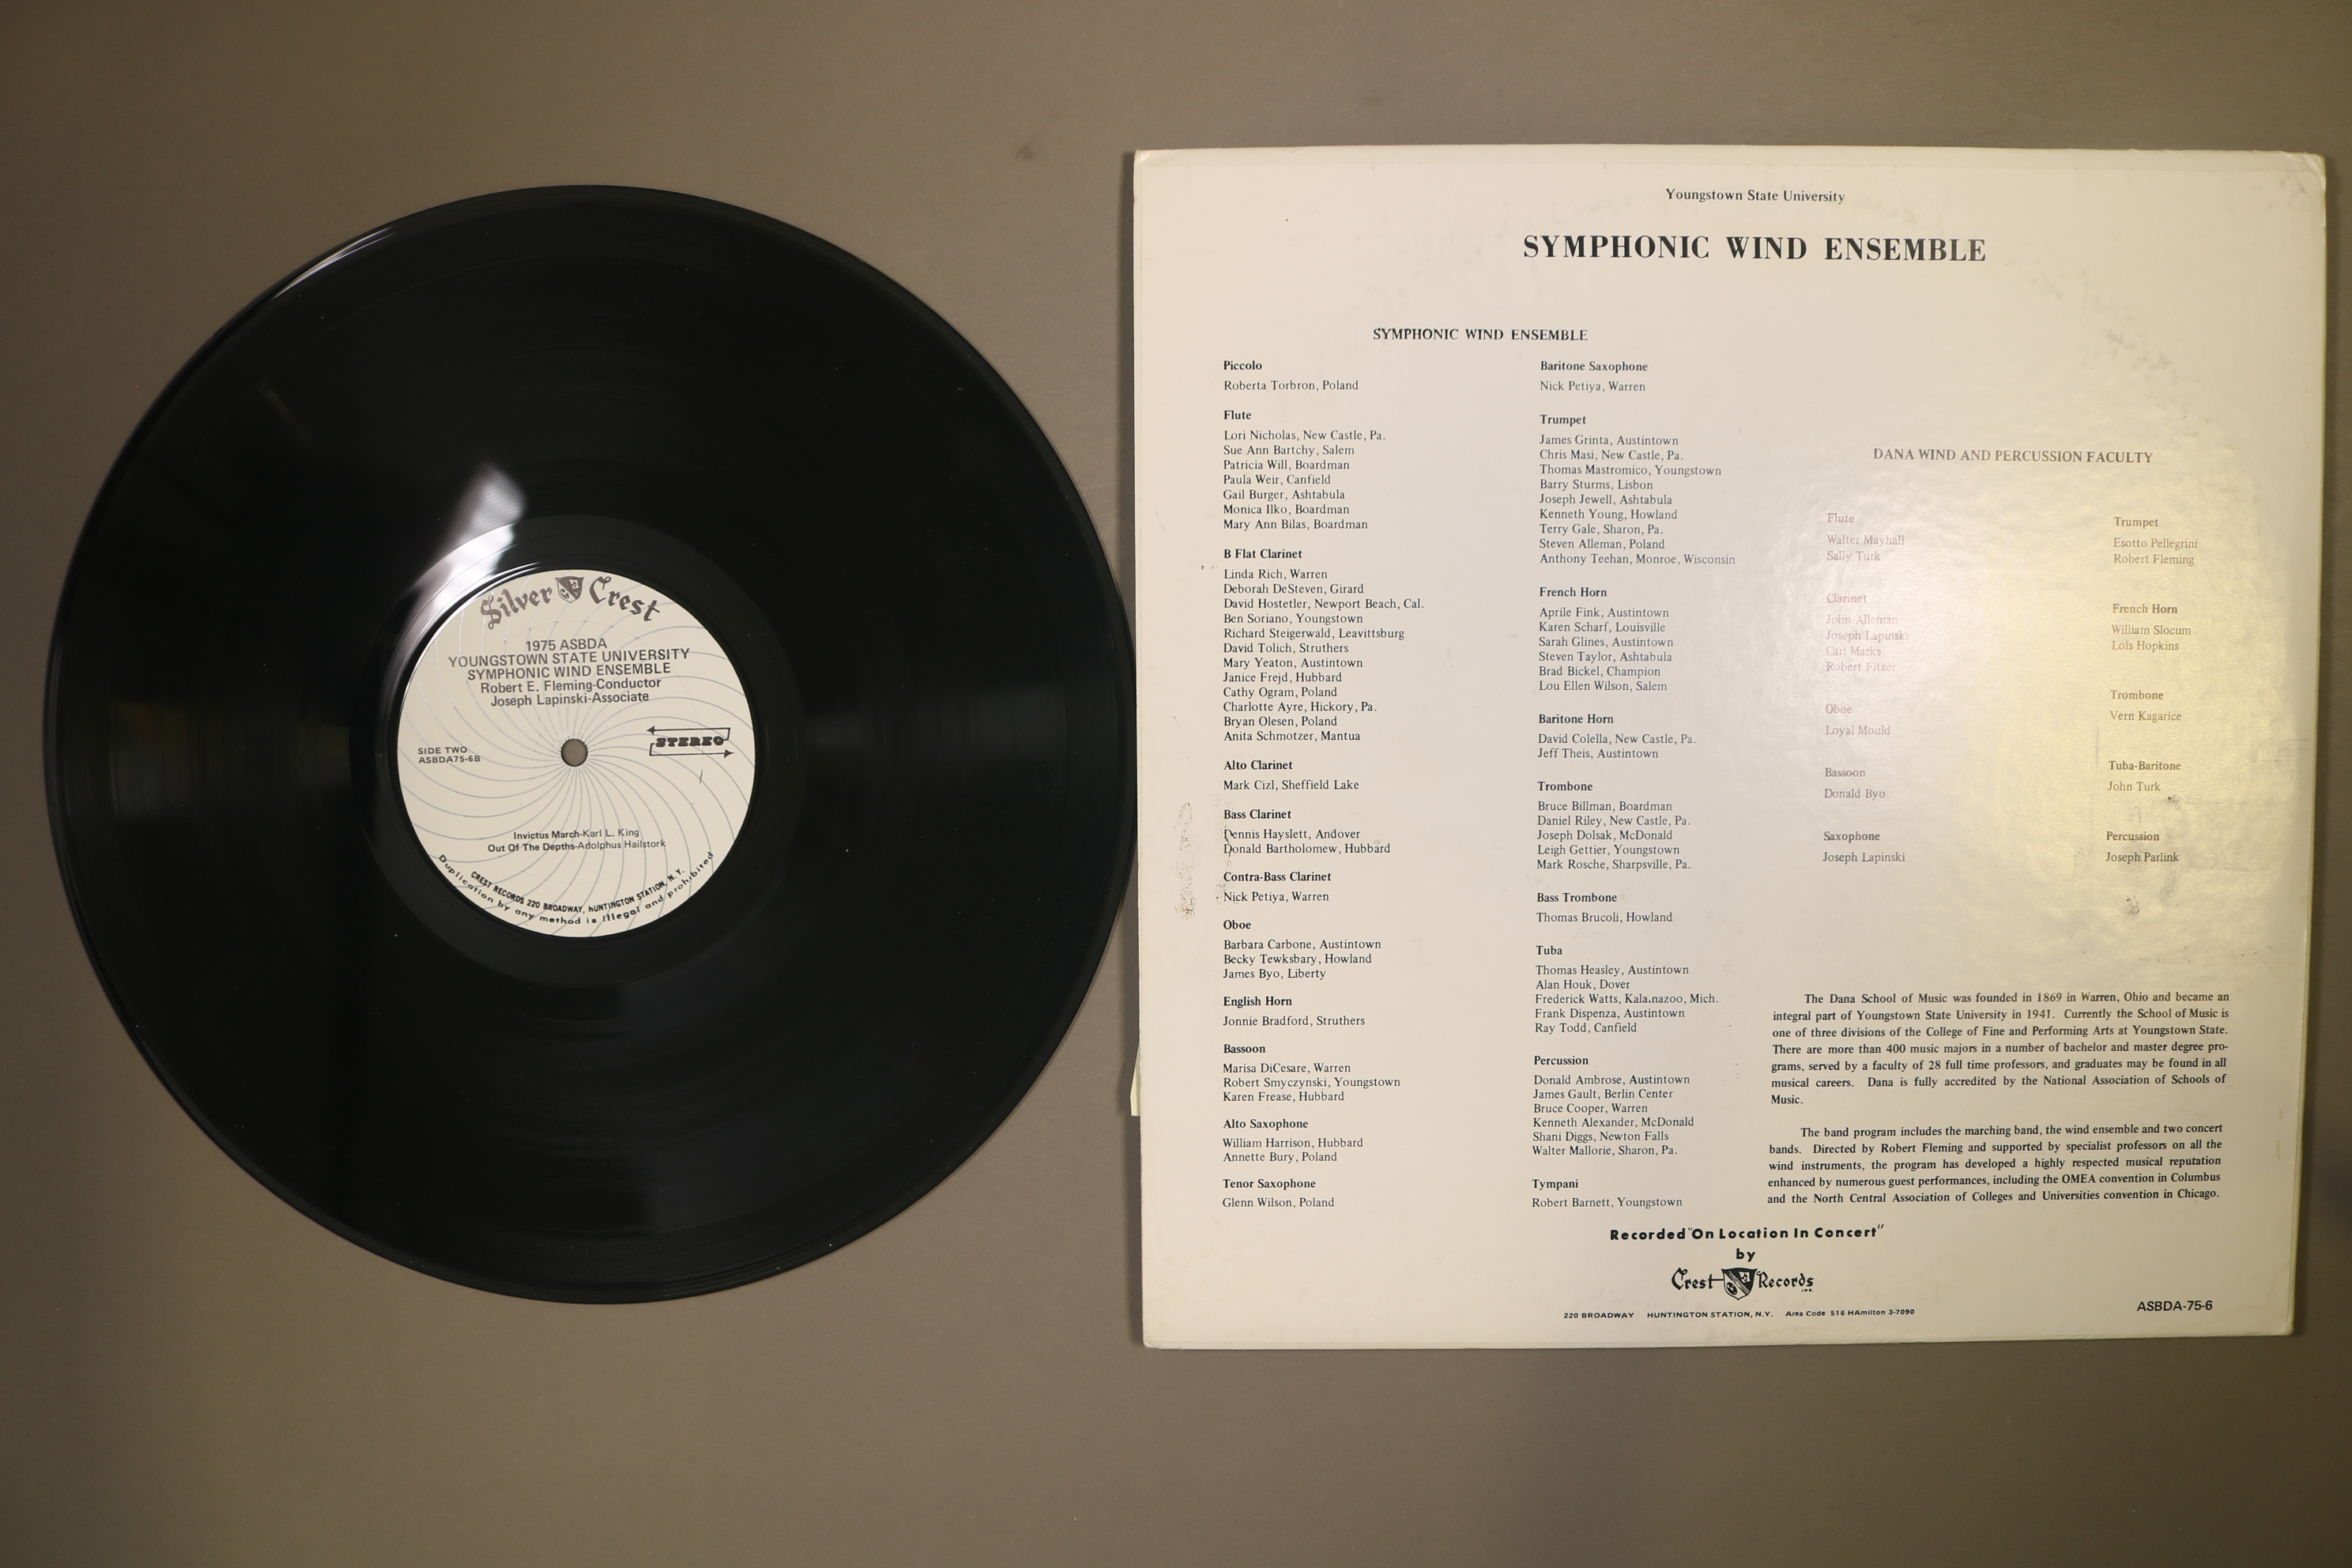 Silver Crest
1975 ASBDA
YOUNGSTOWN STATE UNIVERSITY
SYMPHONIC WIND ENSEMBLE
Robert E. Fleming-Conductor
Joseph Lapinski-Associate
STEREO
SIDE TWO
ASBDA75-6B
Invictus March-Karl L. King
Out Of The Depths-Adolphus Hailstork
CREST RECORDS 220 BROADWAY, HUNTINGTON STATION, N.Y.
Duplication by any method is illegal and prohibited
Youngstown State University
SYMPHONIC WIND ENSEMBLE
SYMPHONIC WIND ENSEMBLE
Piccolo
Roberta Torbron, Poland
Flute
Lori Nicholas, New Castle, Pa.
Sue Ann Bartchy, Salem
Patricia Will, Boardman
Paula Weir, Canfield
Gail Burger, Ashtabula
Monica Ilko, Boardman
Mary Ann Bilas, Boardman
B Flat Clarinet
Linda Rich, Warren
Deborah DeSteven, Girard
David Hostetler, Newport Beach, Cal.
Ben Soriano, Youngstown
Richard Steigerwald, Leavittsburg
David Tolich, Struthers
Mary Yeaton, Austintown
Janice Frejd, Hubbard
Cathy Ogram, Poland
Charlotte Ayre, Hickory, Pa.
Bryan Olesen, Poland
Anita Schmotzer, Mantua
Alto Clarinet
Mark Cizl, Sheffield Lake
Bass Clarinet
Dennis Hayslett, Andover
Donald Bartholomew, Hubbard
Contra-Bass Clarinet
Nick Petiya, Warren
Oboe
Barbara Carbone, Austintown
Becky Tewksbary, Howland
James Byo, Liberty
English Horn
Jonnie Bradford, Struthers
Bassoon
Marisa DiCesare, Warren
Robert Smyczynski, Youngstown
Karen Frease, Hubbard
Alto Saxophone
William Harrison, Hubbard
Annette Bury, Poland
Tenor Saxophone
Glenn Wilson, Poland
Baritone Saxophone
Nick Petiya, Warren
Trumpet
James Grinta, Austintown
Chris Masi, New Castle, Pa.
Thomas Mastromico, Youngstown
Barry Sturms, Lisbon
Joseph Jewell, Ashtabula
Kenneth Young, Howland
Terry Gale, Sharon, Pa.
Steven Alleman, Poland
Anthony Teehan, Monroe, Wisconsin
French Horn
Aprile Fink, Austintown
Karen Scharf, Louisville
Sarah Glines, Austintown
Steven Taylor, Ashtabula
Brad Bickel, Champion
Lou Ellen Wilson, Salem
Baritone Horn
David Colella, New Castle, Pa.
Jeff Theis, Austintown
Trombone
Bruce Billman, Boardman
Daniel Riley, New Castle, Pa.
Joseph Dolsak, McDonald
Leigh Gettier, Youngstown
Mark Rosche, Sharpsville, Pa.
Bass Trombone
Thomas Brucoli, Howland
Tuba
Thomas Heasley, Austintown
Alan Houk, Dover
Frederick Watts, Kalamazoo, Mich.
Frank Dispenza, Austintown
Ray Todd, Canfield
Percussion
Donald Ambrose, Austintown
James Gault, Berlin Center
Bruce Cooper, Warren
Kenneth Alexander, McDonald
Shani Diggs, Newton Falls
Walter Mallorie, Sharon, Pa.
Tympani
Robert Barnett, Youngstown
DANA WIND AND PERCUSSION FACULTY
Flute
Walter Mayhall
Sally Turk
Clarinet
John Alleman
Joseph Lapinski
Carl Marks
Robert Fitzer
Oboe
Loyal Mould
Bassoon
Donald Byo
Saxophone
Joseph Lapinski
Trumpet
Esotto Pellegrini
Robert Fleming
French Horn
William Slocum
Lois Hopkins
Trombone
Vern Kagarice
Tuba-Baritone
John Turk
Percussion
Joseph Parlink
The Dana School of Music was founded in 1869 in Warren, Ohio and became an
integral part of Youngstown State University in 1941. Currently the School of Music is
one of three divisions of the College of Fine and Performing Arts at Youngstown State.
There are more than 400 music majors in a number of bachelor and master degree pro-
grams, served by a faculty of 28 full time professors, and graduates may be found in all
musical careers. Dana is fully accredited by the National Association of Schools of
Music.
The band program includes the marching band, the wind ensemble and two concert
bands. Directed by Robert Fleming and supported by specialist professors on all the
wind instruments, the program has developed a highly respected musical reputation
enhanced by numerous guest performances, including the OMEA convention in Columbus
and the North Central Association of Colleges and Universities convention in Chicago.
Recorded "On Location In Concert"
by
Crest Records INC.
220 BROADWAY HUNTINGTON STATION, N.Y. Area Code 516 HAmilton 3-7090
ASBDA-75-6